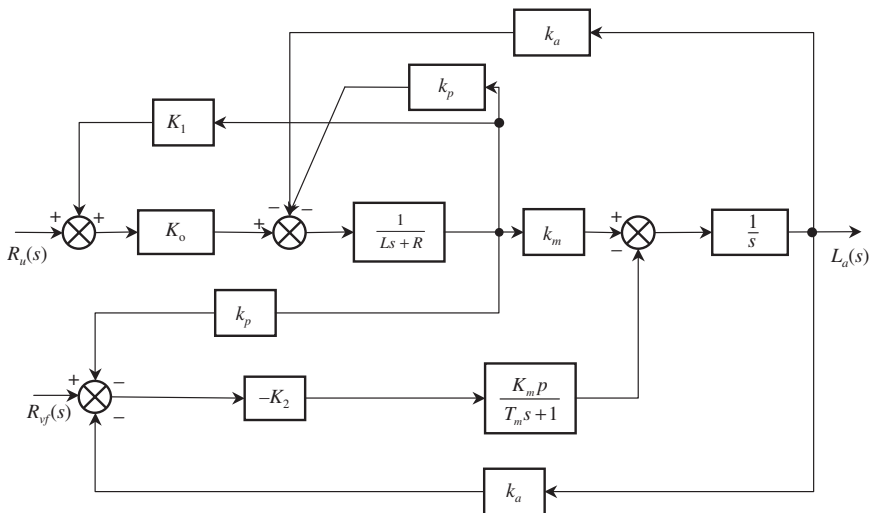 k_a
k_p
K_1
+ + − −
R_u(s) K_o + 1/(Ls + R) k_m + − 1/s L_a(s)
k_p
+ − −
R_vf(s) −K_2 K_m p/(T_m s + 1)
k_a